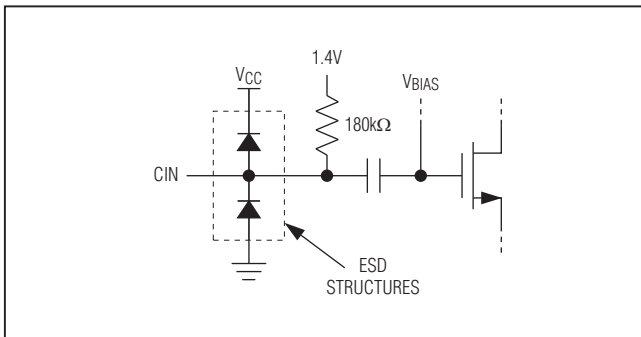 1.4V
VCC
VBIAS
180kΩ
CIN
ESD
STRUCTURES